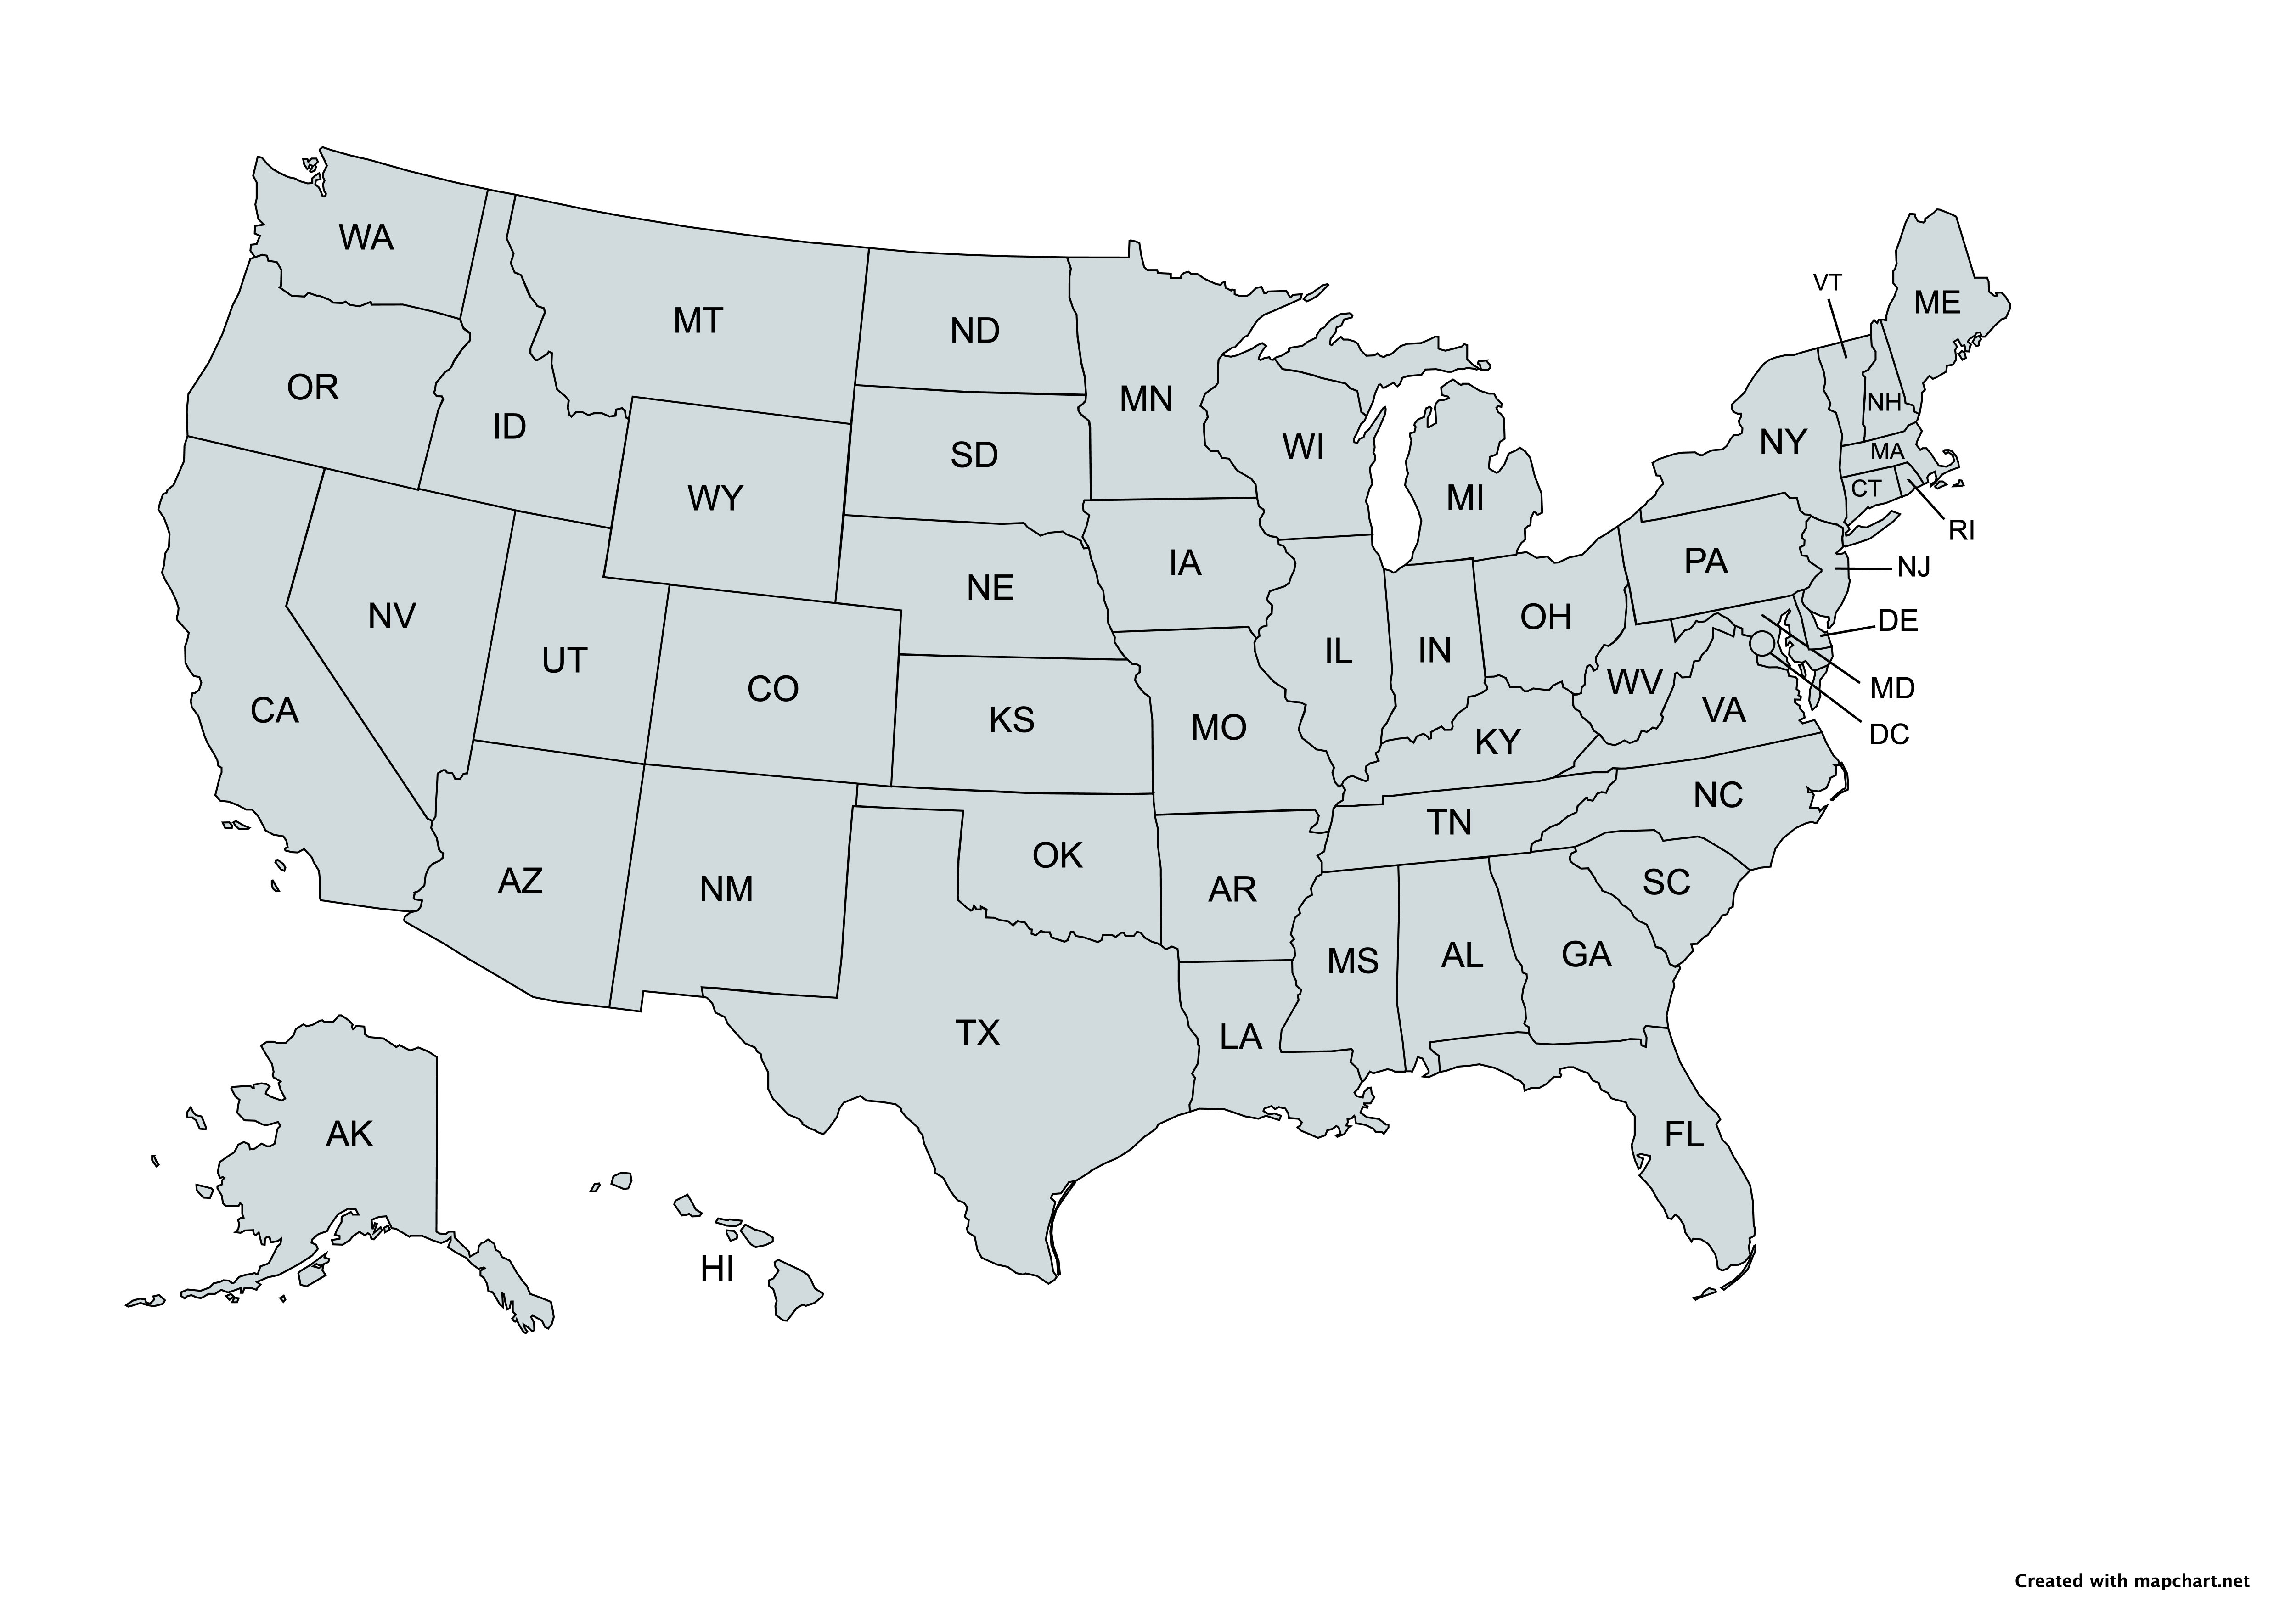 WA
MT
ND
MN
OR
ID
SD
WI
MI
WY
VT
ME
NH
NY
MA
CT
RI
NV
UT
CO
NE
IA
IL
IN
OH
PA
NJ
DE
MD
DC
CA
KS
MO
KY
WV
VA
AZ
NM
OK
AR
TN
NC
SC
MS
AL
GA
TX
LA
FL
AK
HI
Created with mapchart.net